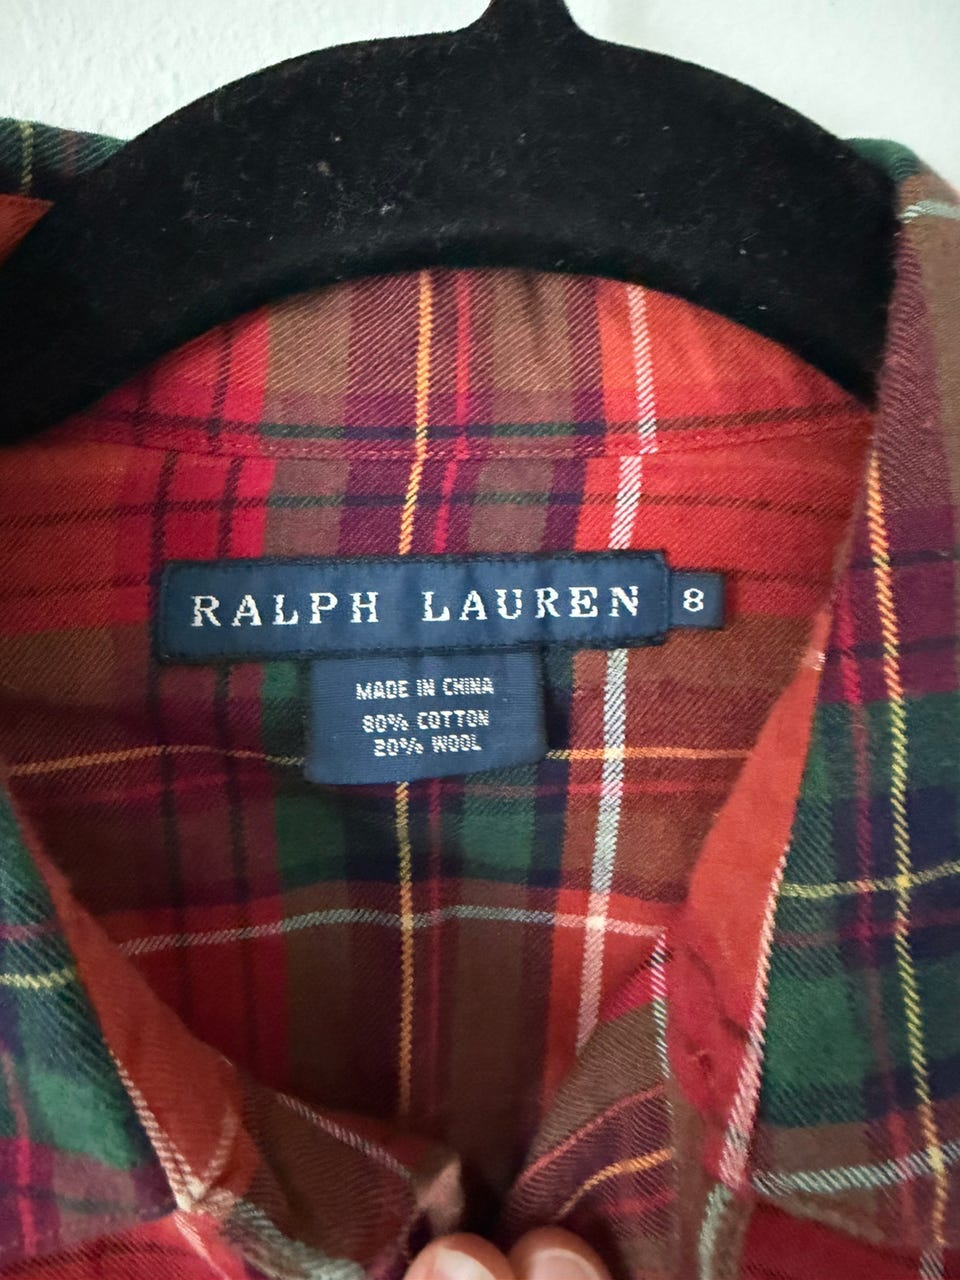 RALPH LAUREN 8
MADE IN CHINA
80% COTTON
20% WOOL